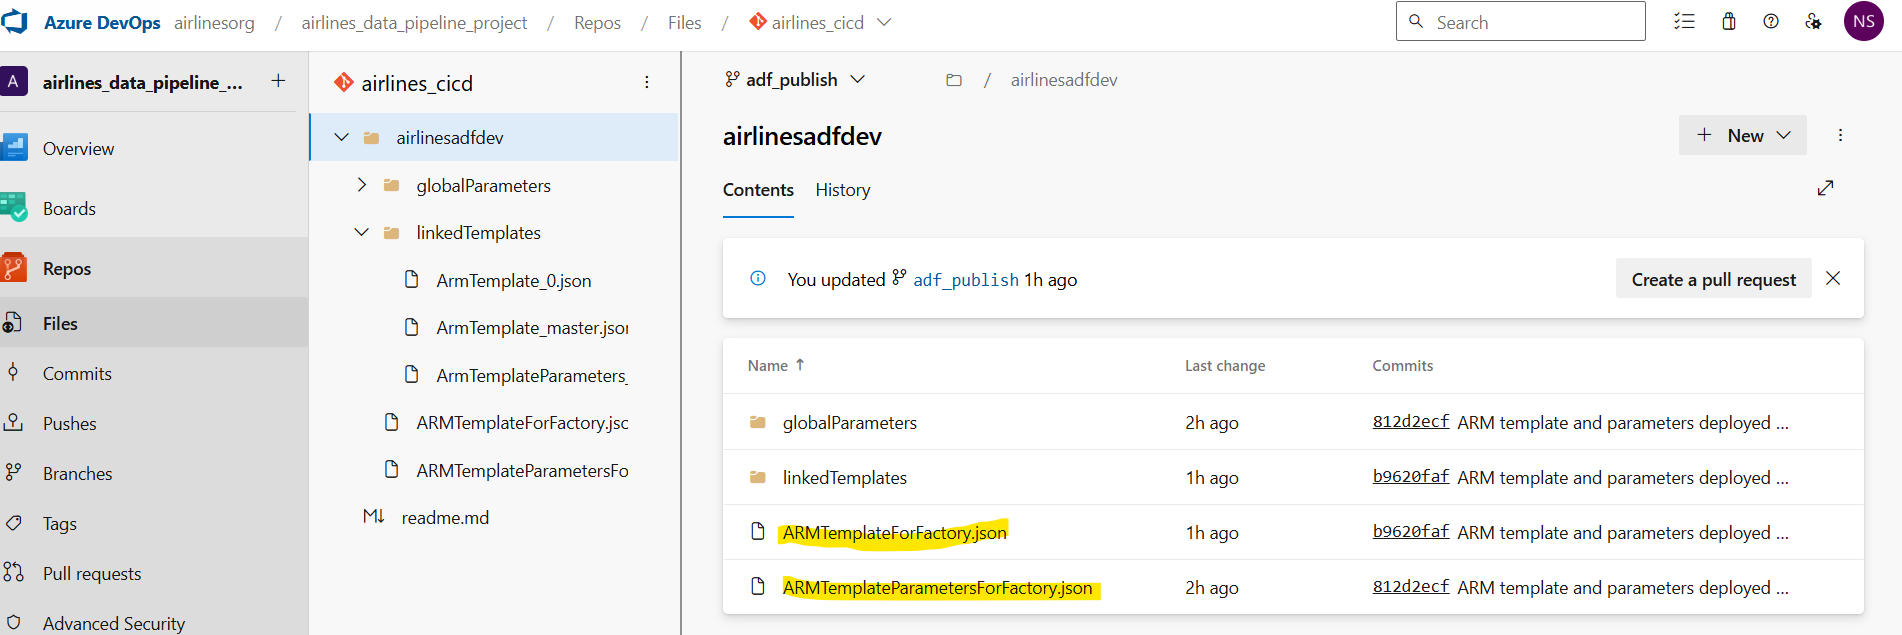 Azure DevOps airlinesorg / airlines_data_pipeline_project / Repos / Files / airlines_cicd
Search
NS
A airlines_data_pipeline_... +
Overview
Boards
Repos
Files
Commits
Pushes
Branches
Tags
Pull requests
Advanced Security
airlines_cicd
airlinesadfdev
globalParameters
linkedTemplates
ArmTemplate_0.json
ArmTemplate_master.jsor
ArmTemplateParameters_
ARMTemplateForFactory.jsc
ARMTemplateParametersFo
M↓ readme.md
adf_publish / airlinesadfdev
airlinesadfdev
+ New
Contents History
You updated adf_publish 1h ago
Create a pull request
Name ↑ Last change Commits
globalParameters 2h ago 812d2ecf ARM template and parameters deployed ...
linkedTemplates 1h ago b9620faf ARM template and parameters deployed ...
ARMTemplateForFactory.json 1h ago b9620faf ARM template and parameters deployed ...
ARMTemplateParametersForFactory.json 2h ago 812d2ecf ARM template and parameters deployed ...